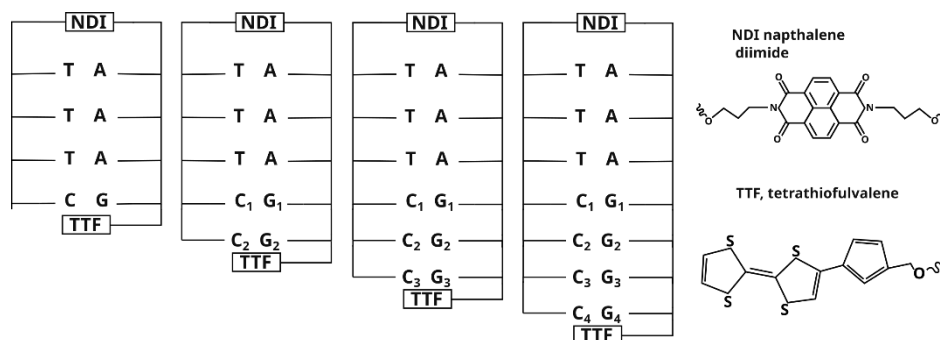 NDI NDI NDI NDI
T A T A T A T A
T A T A T A T A
T A T A T A T A
C G C₁ G₁ C₁ G₁ C₁ G₁
TTF C₂ G₂ C₂ G₂ C₂ G₂
TTF C₃ G₃ C₃ G₃
TTF C₄ G₄
TTF
NDI napthalene
diimide
O O
O N N O
O O
TTF, tetrathiofulvalene
S S
S S O